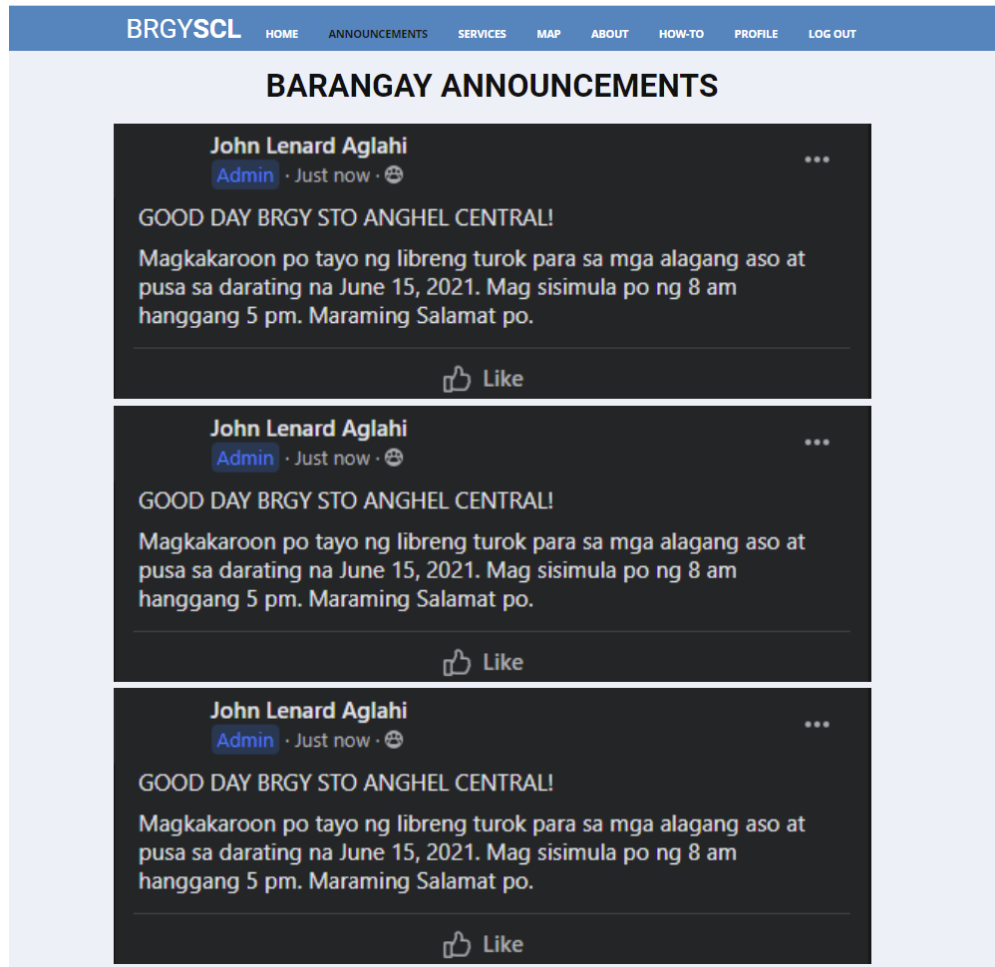 BRGYSCL HOME ANNOUNCEMENTS SERVICES MAP ABOUT HOW-TO PROFILE LOG OUT
BARANGAY ANNOUNCEMENTS
John Lenard Aglahi
Admin · Just now ·
GOOD DAY BRGY STO ANGHEL CENTRAL!
Magkakaroon po tayo ng libreng turok para sa mga alagang aso at
pusa sa darating na June 15, 2021. Mag sisimula po ng 8 am
hanggang 5 pm. Maraming Salamat po.
Like
John Lenard Aglahi
Admin · Just now ·
GOOD DAY BRGY STO ANGHEL CENTRAL!
Magkakaroon po tayo ng libreng turok para sa mga alagang aso at
pusa sa darating na June 15, 2021. Mag sisimula po ng 8 am
hanggang 5 pm. Maraming Salamat po.
Like
John Lenard Aglahi
Admin · Just now ·
GOOD DAY BRGY STO ANGHEL CENTRAL!
Magkakaroon po tayo ng libreng turok para sa mga alagang aso at
pusa sa darating na June 15, 2021. Mag sisimula po ng 8 am
hanggang 5 pm. Maraming Salamat po.
Like